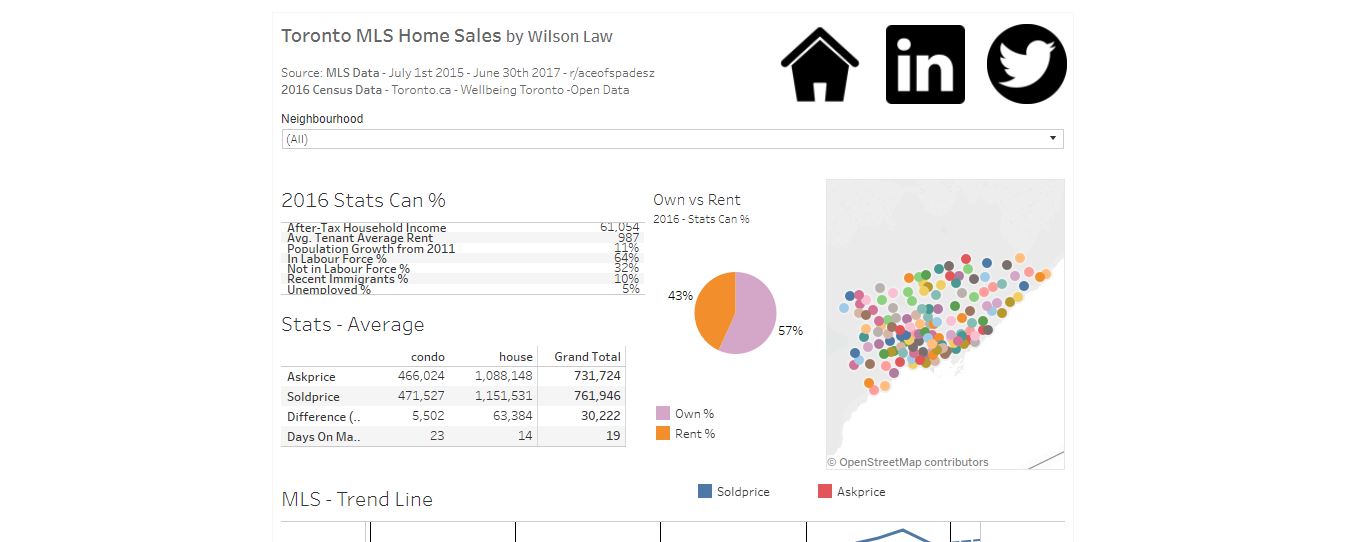 Toronto MLS Home Sales by Wilson Law
Source: MLS Data - July 1st 2015 - June 30th 2017 - r/aceofspadesz
2016 Census Data - Toronto.ca - Wellbeing Toronto -Open Data
Neighbourhood
(All)
2016 Stats Can %
After-Tax Household Income 61,054
Avg. Tenant Average Rent 987
Population Growth from 2011 11%
In Labour Force % 64%
Not in Labour Force % 32%
Recent Immigrants % 10%
Unemployed % 5%
Own vs Rent
2016 - Stats Can %
43%
57%
Own %
Rent %
© OpenStreetMap contributors
Stats - Average
condo house Grand Total
Askprice 466,024 1,088,148 731,724
Soldprice 471,527 1,151,531 761,946
Difference (.. 5,502 63,384 30,222
Days On Ma.. 23 14 19
MLS - Trend Line
Soldprice Askprice
in